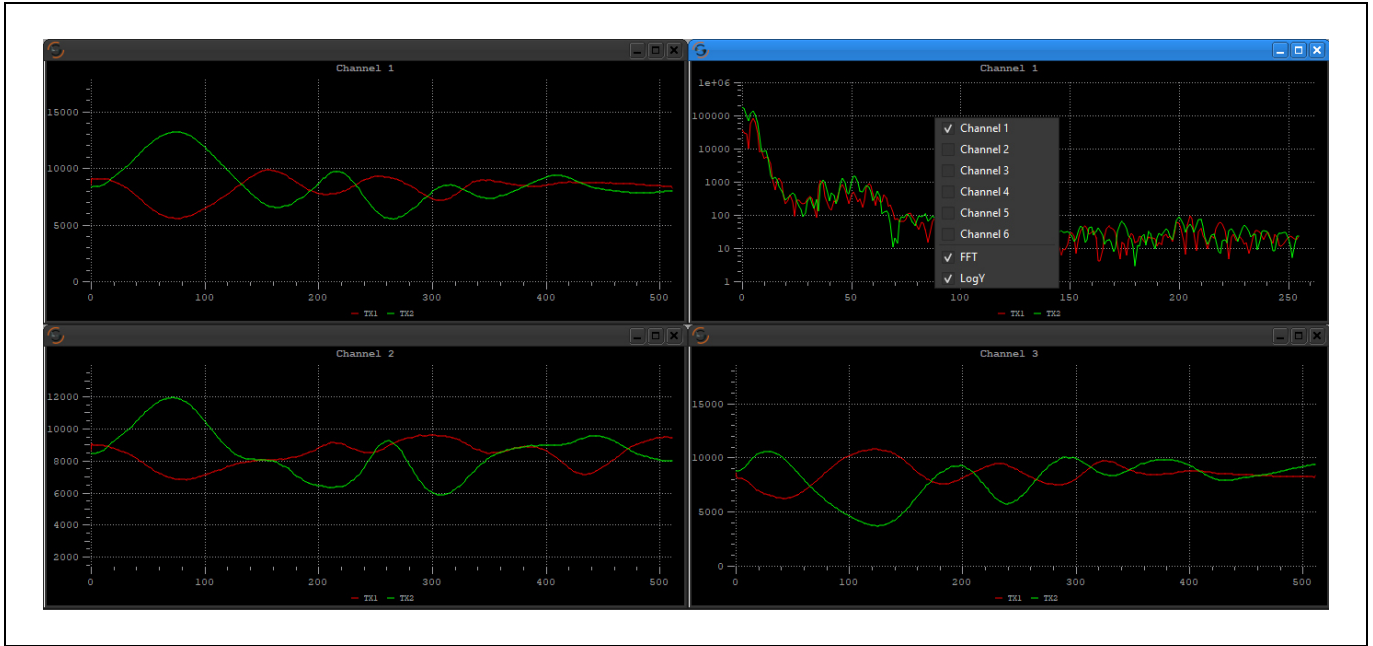 Channel 1
15000
10000
5000
0
0 100 200 300 400 500
TX1 TX2
Channel 1
1e+06
100000
10000
1000
100
10
1
0 50 100 150 200 250
TX1 TX2
Channel 1
Channel 2
Channel 3
Channel 4
Channel 5
Channel 6
FFT
LogY
Channel 2
12000
10000
8000
6000
4000
2000
0 100 200 300 400 500
TX1 TX2
Channel 3
15000
10000
5000
0
0 100 200 300 400 500
TX1 TX2